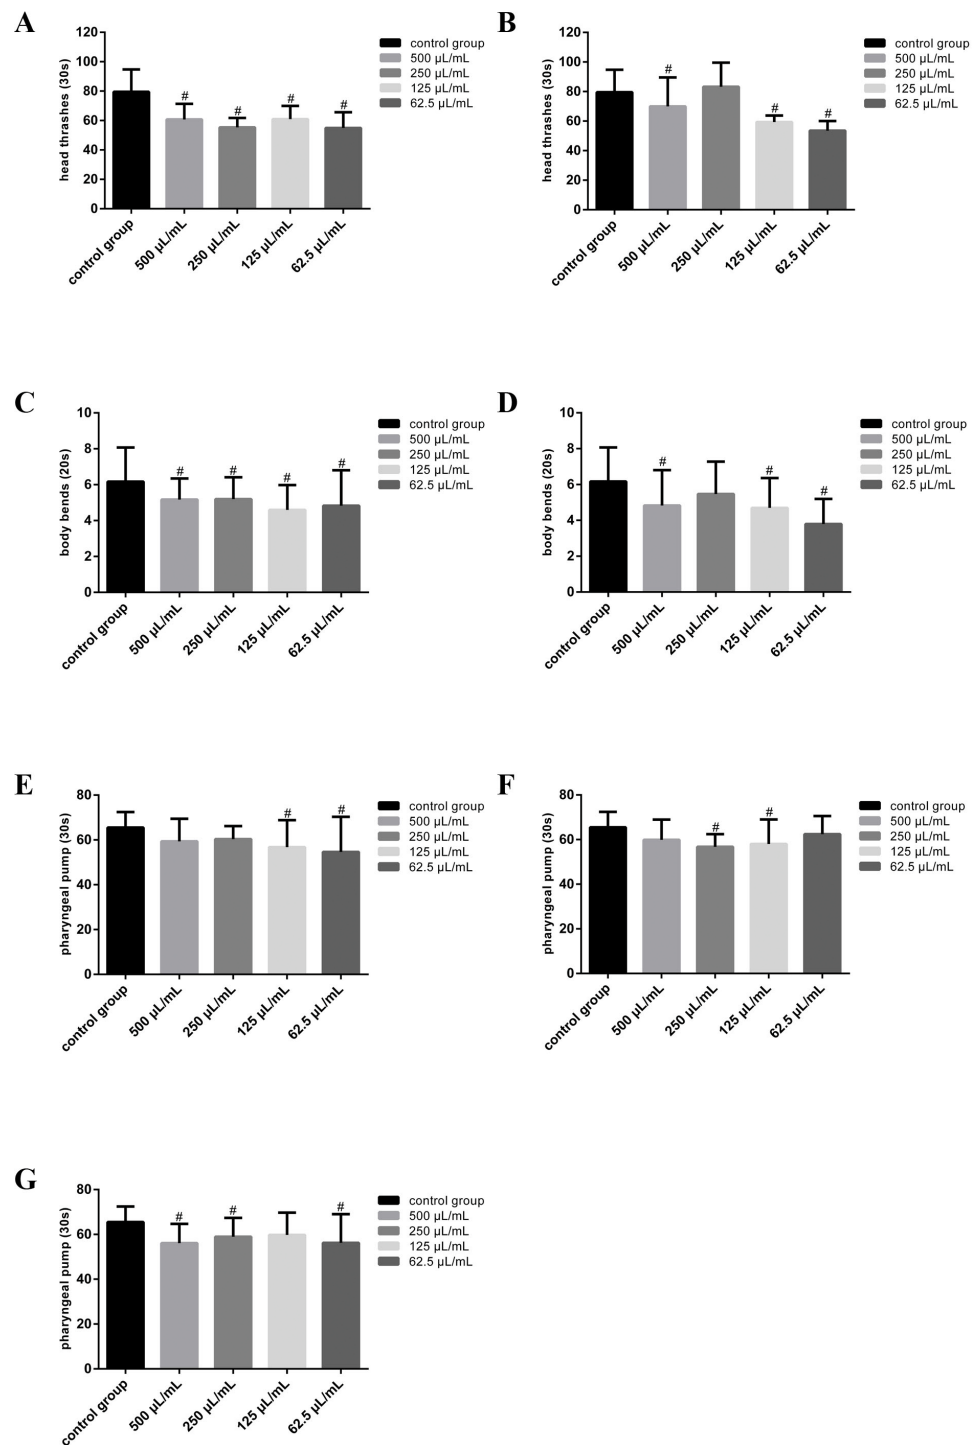 A
head thrashes (30s)
120
100
80
60
40
20
0
# # # #
control group
500 µL/mL
250 µL/mL
125 µL/mL
62.5 µL/mL
control group
500 µL/mL
250 µL/mL
125 µL/mL
62.5 µL/mL
B
head thrashes (30s)
120
100
80
60
40
20
0
# # #
control group
500 µL/mL
250 µL/mL
125 µL/mL
62.5 µL/mL
control group
500 µL/mL
250 µL/mL
125 µL/mL
62.5 µL/mL
C
body bends (20s)
10
8
6
4
2
0
# # # #
control group
500 µL/mL
250 µL/mL
125 µL/mL
62.5 µL/mL
control group
500 µL/mL
250 µL/mL
125 µL/mL
62.5 µL/mL
D
body bends (20s)
10
8
6
4
2
0
# # #
control group
500 µL/mL
250 µL/mL
125 µL/mL
62.5 µL/mL
control group
500 µL/mL
250 µL/mL
125 µL/mL
62.5 µL/mL
E
pharyngeal pump (30s)
80
60
40
20
0
# #
control group
500 µL/mL
250 µL/mL
125 µL/mL
62.5 µL/mL
control group
500 µL/mL
250 µL/mL
125 µL/mL
62.5 µL/mL
F
pharyngeal pump (30s)
80
60
40
20
0
# #
control group
500 µL/mL
250 µL/mL
125 µL/mL
62.5 µL/mL
control group
500 µL/mL
250 µL/mL
125 µL/mL
62.5 µL/mL
G
pharyngeal pump (30s)
80
60
40
20
0
# # #
control group
500 µL/mL
250 µL/mL
125 µL/mL
62.5 µL/mL
control group
500 µL/mL
250 µL/mL
125 µL/mL
62.5 µL/mL